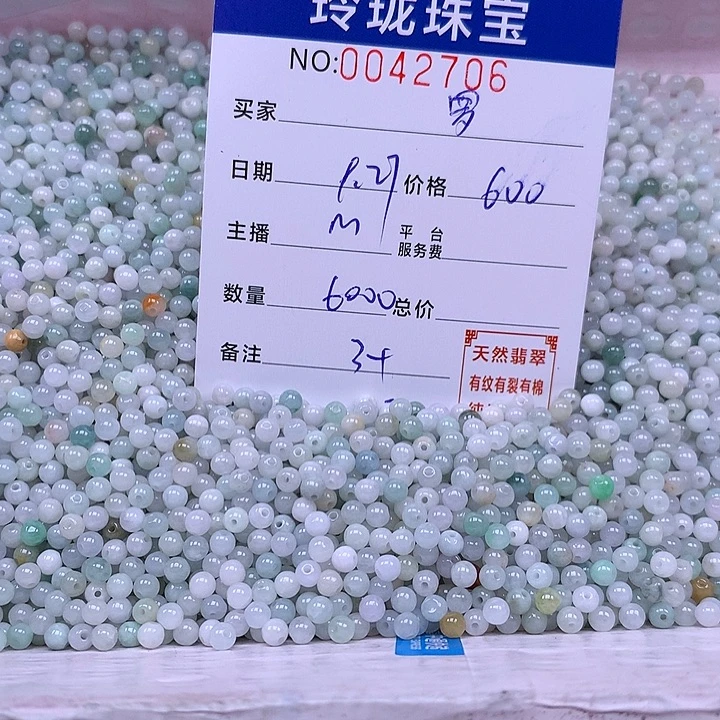 玲珑珠宝
NO:0042706
买家 罗
日期 1.27 价格 600
主播 M 平台服务费
数量 6000 总价
备注 3+
天然翡翠
有纹有裂有棉